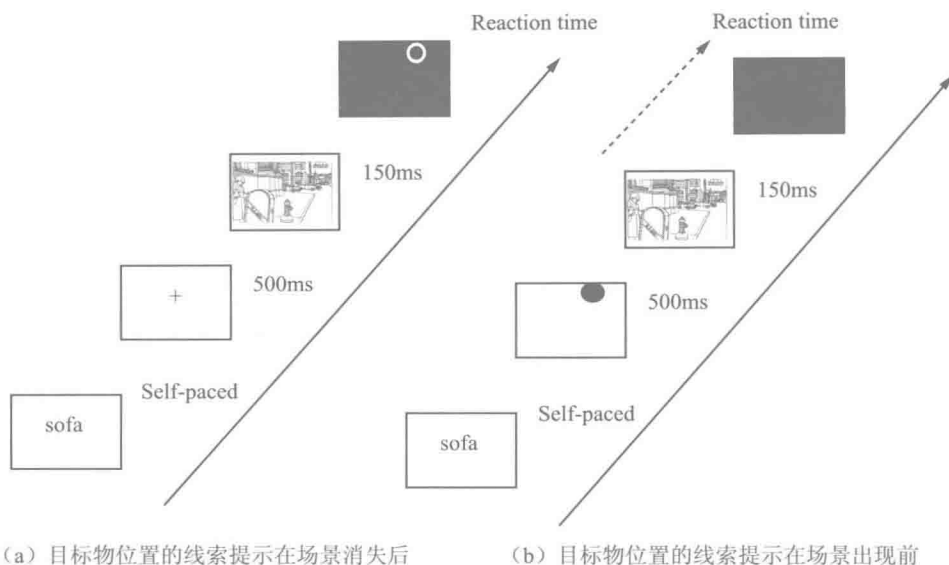 Reaction time
150ms
500ms
Self-paced
sofa
Reaction time
150ms
500ms
Self-paced
sofa
（a）目标物位置的线索提示在场景消失后
（b）目标物位置的线索提示在场景出现前